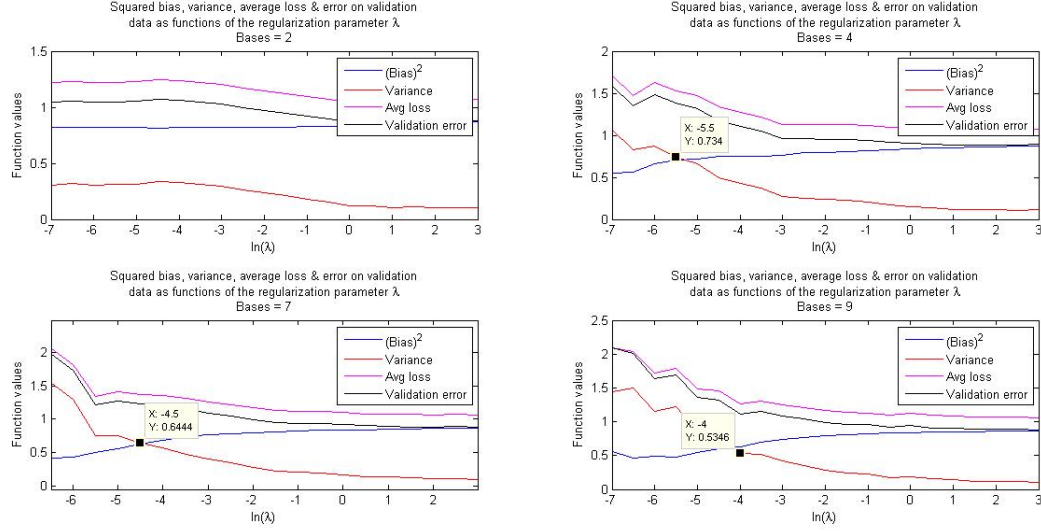 Squared bias, variance, average loss & error on validation
data as functions of the regularization parameter λ
Bases = 2
Function values
1.5
1
0.5
0
-7 -6 -5 -4 -3 -2 -1 0 1 2 3
ln(λ)
(Bias)²
Variance
Avg loss
Validation error
Squared bias, variance, average loss & error on validation
data as functions of the regularization parameter λ
Bases = 4
Function values
2
1.5
1
0.5
0
-7 -6 -5 -4 -3 -2 -1 0 1 2 3
ln(λ)
X: -5.5
Y: 0.734
(Bias)²
Variance
Avg loss
Validation error
Squared bias, variance, average loss & error on validation
data as functions of the regularization parameter λ
Bases = 7
Function values
2
1.5
1
0.5
0
-6 -5 -4 -3 -2 -1 0 1 2
ln(λ)
X: -4.5
Y: 0.6444
(Bias)²
Variance
Avg loss
Validation error
Squared bias, variance, average loss & error on validation
data as functions of the regularization parameter λ
Bases = 9
Function values
2.5
2
1.5
1
0.5
0
-7 -6 -5 -4 -3 -2 -1 0 1 2 3
ln(λ)
X: -4
Y: 0.5346
(Bias)²
Variance
Avg loss
Validation error